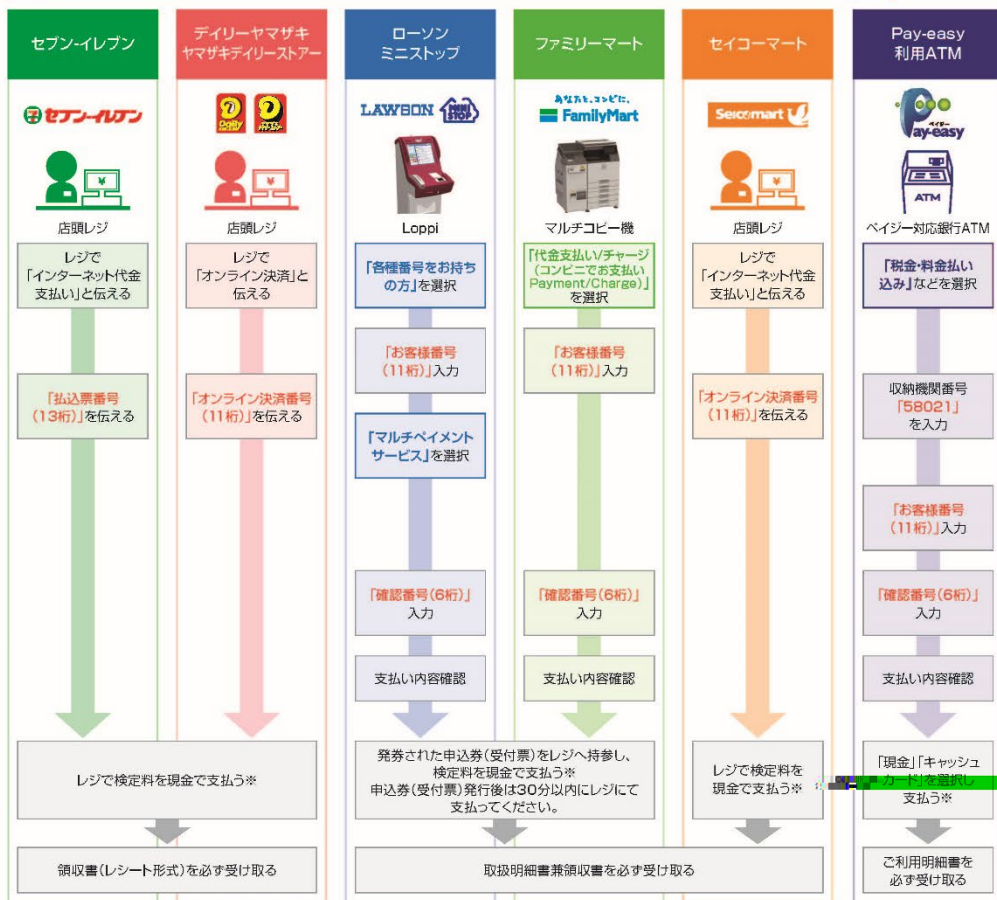 セブン-イレブン
デイリーヤマザキ
ヤマザキデイリーストアー
ローソン
ミニストップ
ファミリーマート
セイコーマート
Pay-easy
利用ATM
セブン-イレブン
Daily
LAWSON
MINI
STOP
あなたと、コンビに、
FamilyMart
Seicomart
ペイジー
Pay-easy
¥
¥
¥
ATM
店頭レジ
店頭レジ
Loppi
マルチコピー機
店頭レジ
ペイジー対応銀行ATM
レジで
「インターネット代金
支払い」と伝える
レジで
「オンライン決済」と
伝える
「各種番号をお持ち
の方」を選択
「代金支払い/チャージ
(コンビニでお支払い
Payment/Charge)」
を選択
レジで
「インターネット代金
支払い」と伝える
「税金・料金払い
込み」などを選択
「お客様番号
(11桁)」入力
「お客様番号
(11桁)」入力
「払込票番号
(13桁)」を伝える
「オンライン決済番号
(11桁)」を伝える
「マルチペイメント
サービス」を選択
「オンライン決済番号
(11桁)」を伝える
収納機関番号
「58021」
を入力
「お客様番号
(11桁)」入力
「確認番号(6桁)」
入力
「確認番号(6桁)」
入力
「確認番号(6桁)」
入力
支払い内容確認
支払い内容確認
支払い内容確認
レジで検定料を現金で支払う※
発券された申込券(受付票)をレジへ持参し、
検定料を現金で支払う※
申込券(受付票)発行後は30分以内にレジにて
支払ってください。
レジで検定料を
現金で支払う※
「現金」「キャッシュ
カード」を選択し
支払う※
領収書(レシート形式)を必ず受け取る
取扱明細書兼領収書を必ず受け取る
ご利用明細書を
必ず受け取る